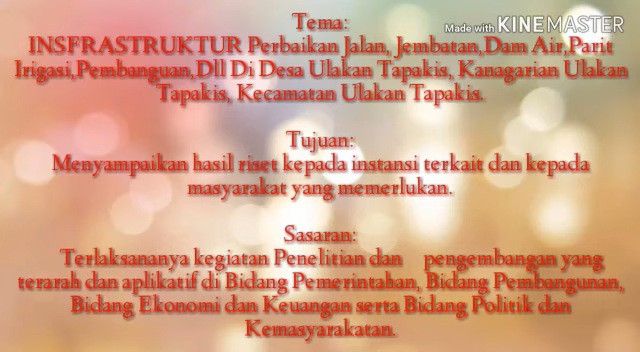 Made with KINEMASTER
Tema:
INSFRASTRUKTUR Perbaikan Jalan, Jembatan,Dam Air,Parit
Irigasi,Pembanguan,Dll Di Desa Ulakan Tapakis, Kanagarian Ulakan
Tapakis, Kecamatan Ulakan Tapakis.
Tujuan:
Menyampaikan hasil riset kepada instansi terkait dan kepada
masyarakat yang memerlukan.
Sasaran:
Terlaksananya kegiatan Penelitian dan pengembangan yang
terarah dan aplikatif di Bidang Pemerintahan, Bidang Pembangunan,
Bidang Ekonomi dan Keuangan serta Bidang Politik dan
Kemasyarakatan.